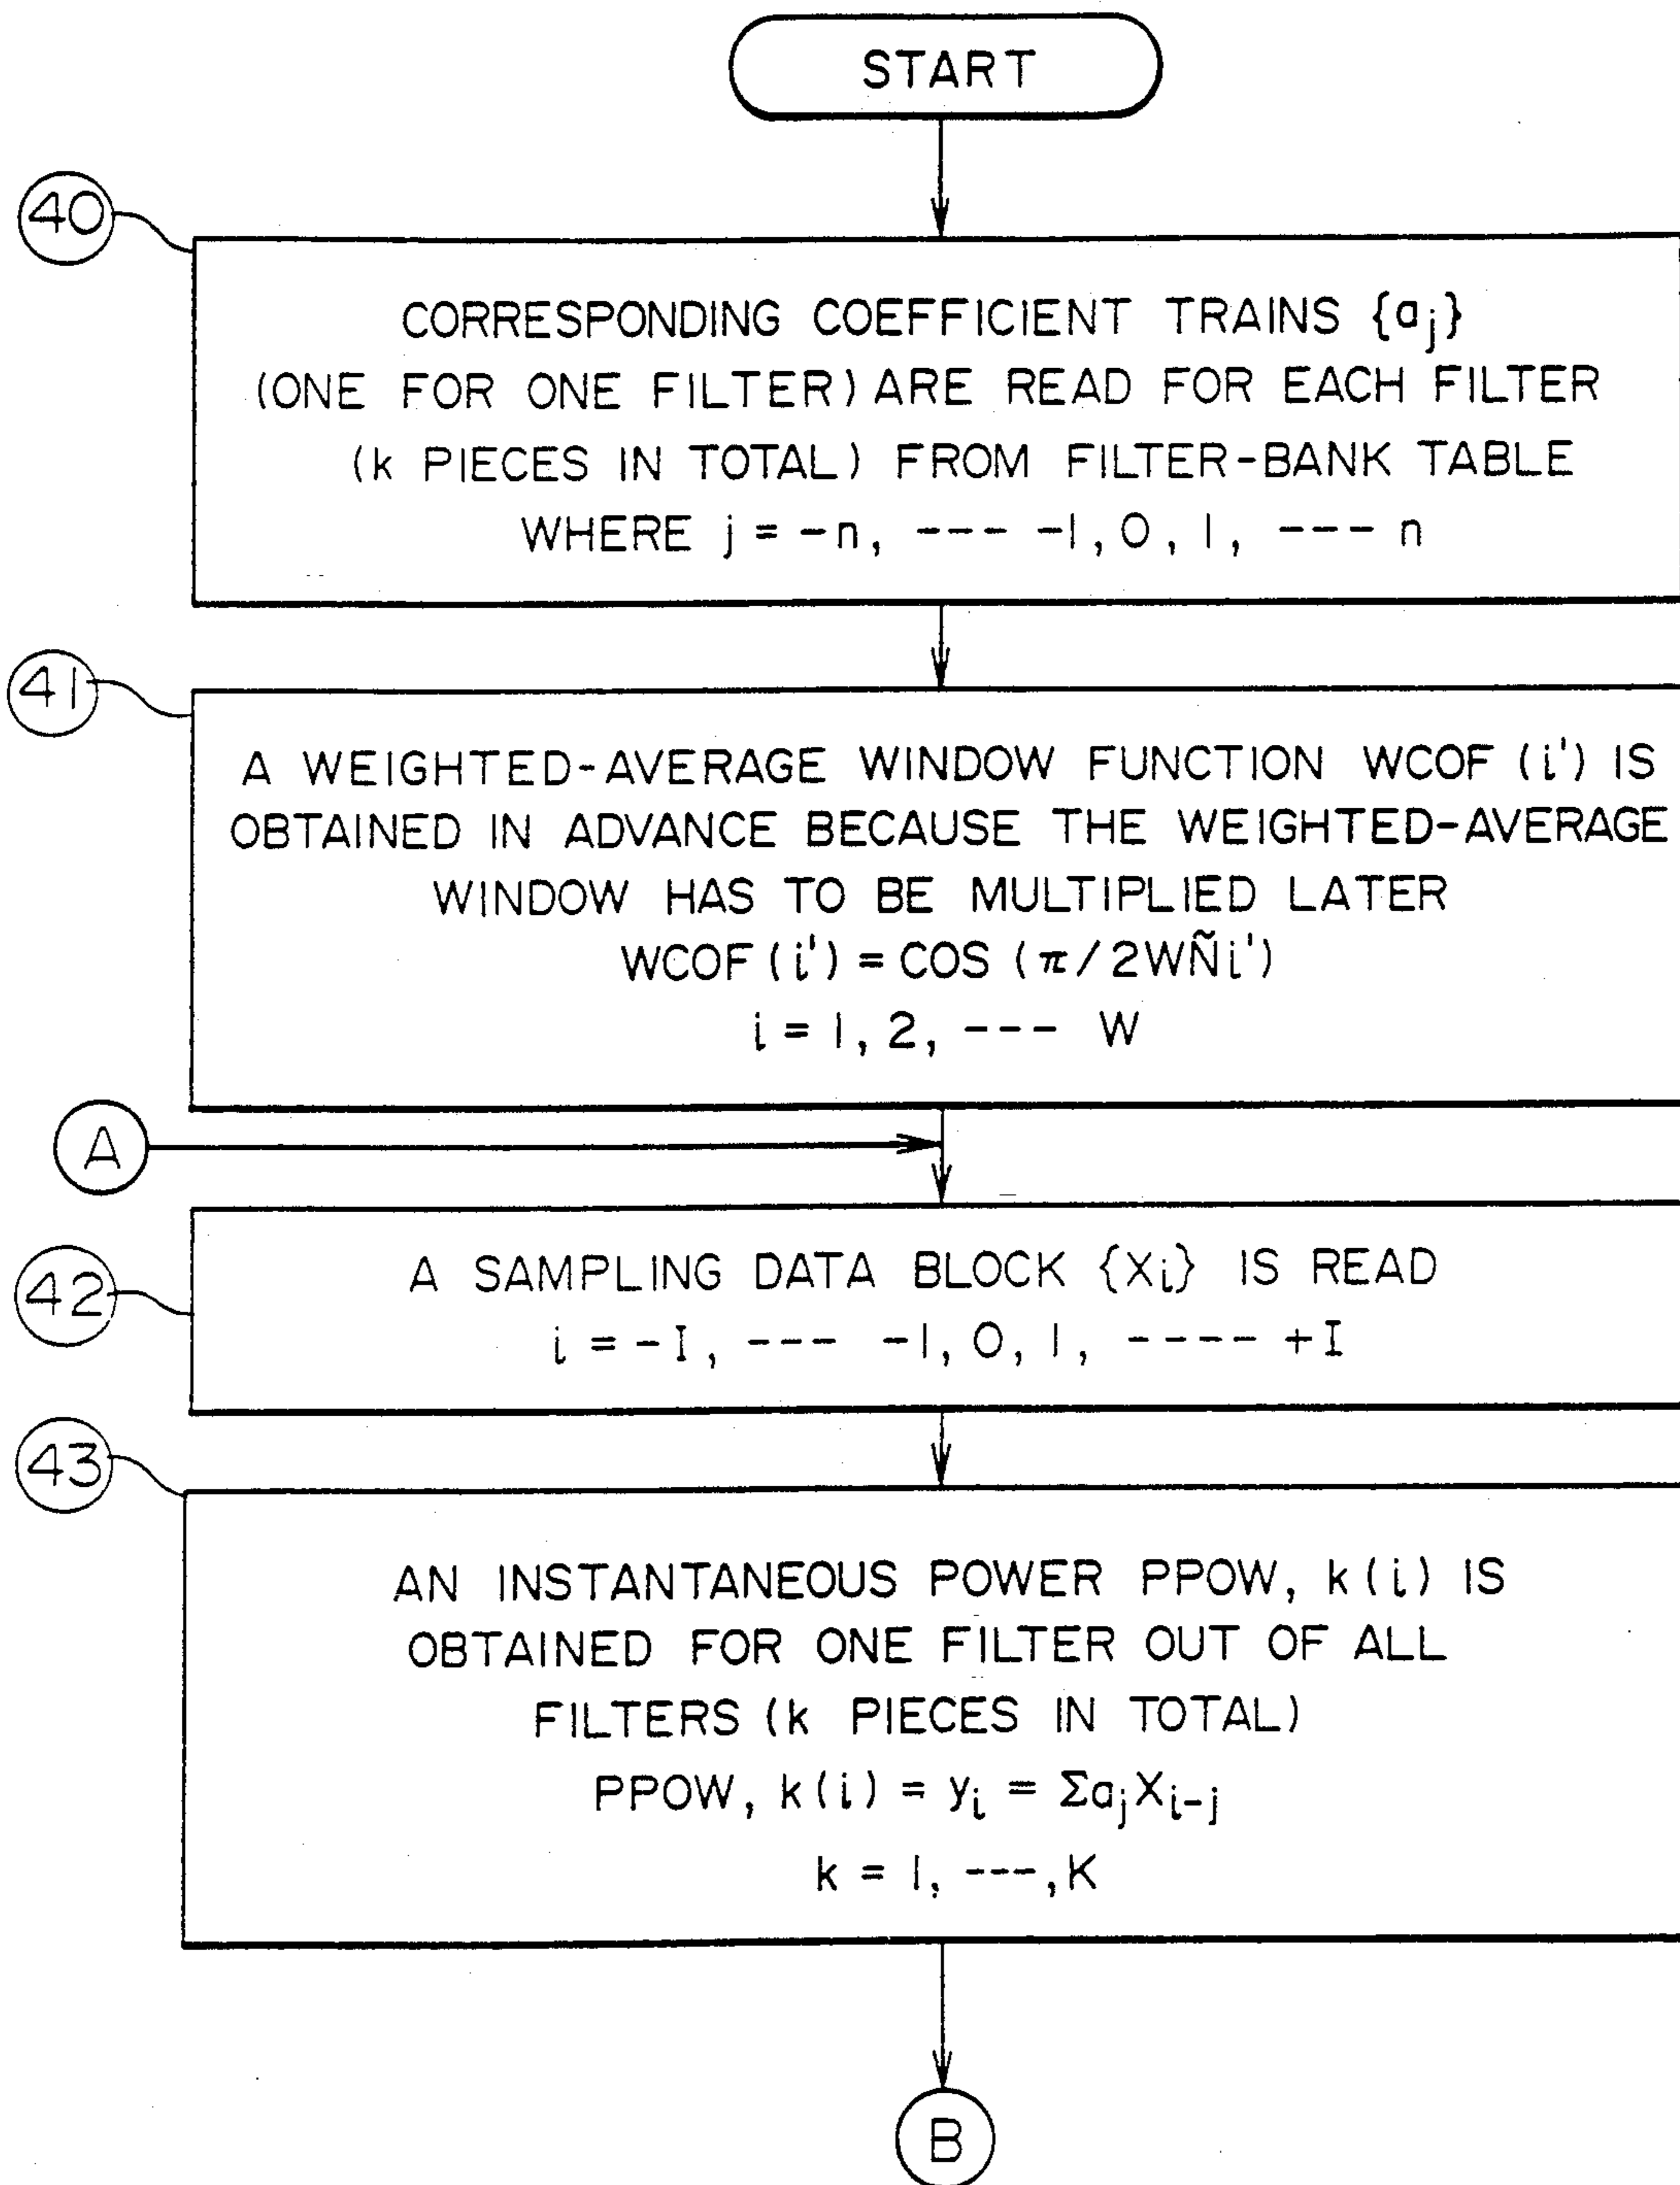 START
40
CORRESPONDING COEFFICIENT TRAINS {aj}
(ONE FOR ONE FILTER) ARE READ FOR EACH FILTER
(k PIECES IN TOTAL) FROM FILTER-BANK TABLE
WHERE j = -n, --- -1, 0, 1, --- n
41
A WEIGHTED-AVERAGE WINDOW FUNCTION WCOF (i') IS
OBTAINED IN ADVANCE BECAUSE THE WEIGHTED-AVERAGE
WINDOW HAS TO BE MULTIPLIED LATER
WCOF (i') = COS (π/2WÑi')
i = 1, 2, --- W
A
42
A SAMPLING DATA BLOCK {Xi} IS READ
i = -I, --- -1, 0, 1, ---- +I
43
AN INSTANTANEOUS POWER PPOW, k(i) IS
OBTAINED FOR ONE FILTER OUT OF ALL
FILTERS (k PIECES IN TOTAL)
PPOW, k(i) = yi = ΣajXi-j
k = 1, ---, K
B